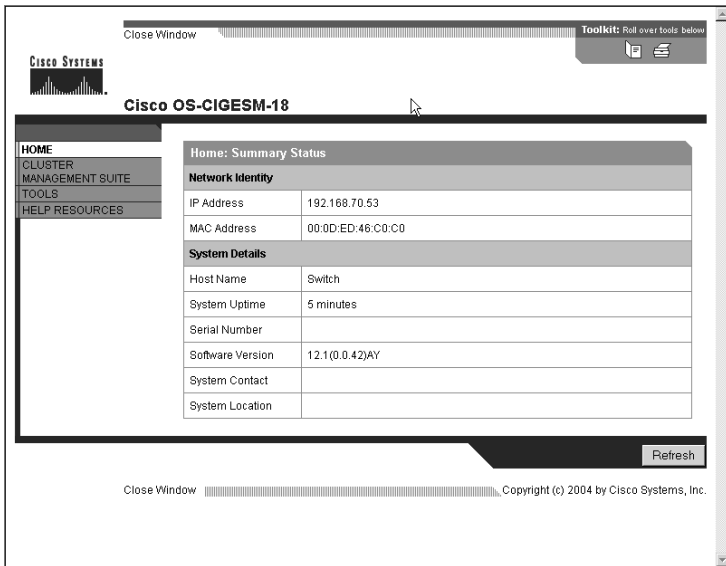 Close Window
Toolkit: Roll over tools below
CISCO SYSTEMS
Cisco OS-CIGESM-18
HOME
CLUSTER
MANAGEMENT SUITE
TOOLS
HELP RESOURCES
Home: Summary Status
Network Identity
IP Address 192.168.70.53
MAC Address 00:0D:ED:46:C0:C0
System Details
Host Name Switch
System Uptime 5 minutes
Serial Number
Software Version 12.1(0.0.42)AY
System Contact
System Location
Refresh
Close Window
Copyright (c) 2004 by Cisco Systems, Inc.